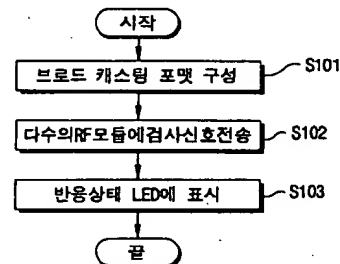 시작
브로드 캐스팅 포맷 구성
S101
다수의RF모듈에검사신호전송
S102
반응상태 LED에 표시
S103
끝